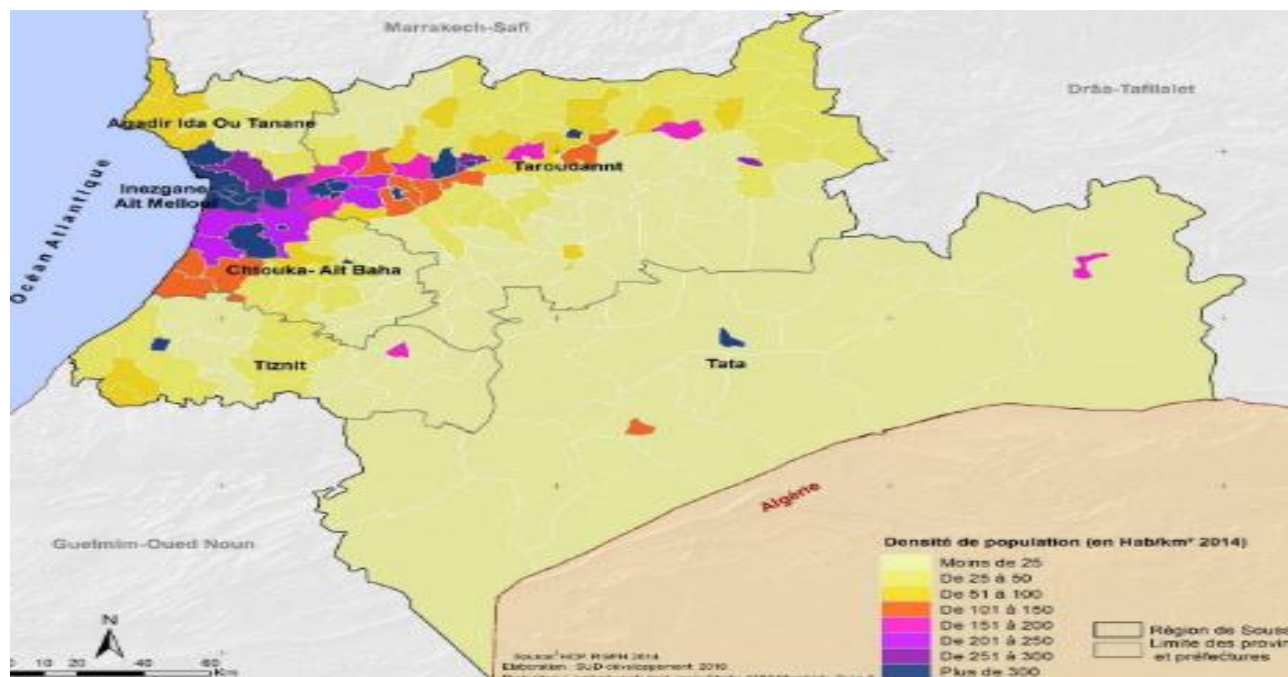 Marrakech-Safi
Drâa-Tafilalet
Agadir Ida Ou Tanane
Taroudannt
Océan Atlantique
Inezgane
Ait Melloul
Chtouka- Ait Baha
Tiznit
Tata
Algérie
Guelmim-Oued Noun
Densité de population (en Hab/km² 2014)
Moins de 25
De 25 à 50
De 51 à 100
De 101 à 150
De 151 à 200
De 201 à 250
De 251 à 300
Plus de 300
Région de Souss
Limite des provin
et préfectures
N
0 10 20 40 60
Km
Source: HCP, RGPH 2014
Elaboration : SUD développement 2019